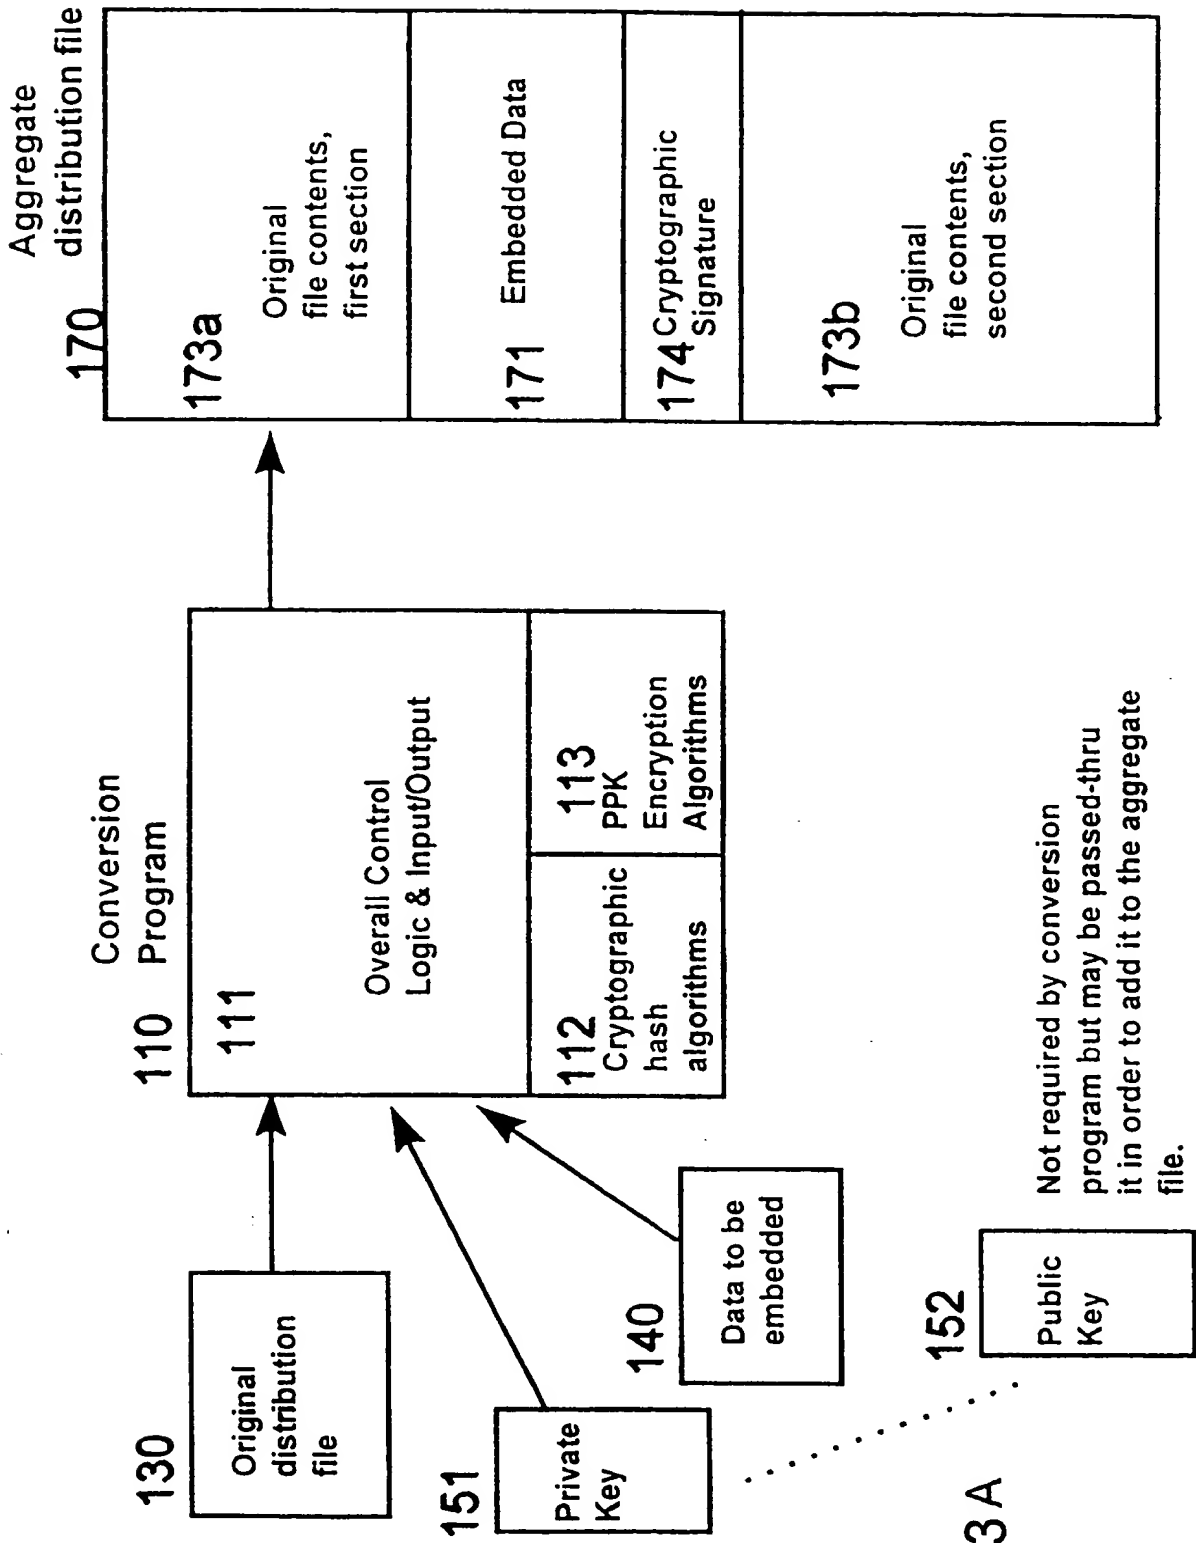 130
Original
distribution
file
151
Private
Key
140
Data to be
embedded
152
Public
Key
Not required by conversion
program but may be passed-thru
it in order to add it to the aggregate
file.
Conversion
110 Program
111
Overall Control
Logic & Input/Output
112
Cryptographic
hash
algorithms
113
PPK
Encryption
Algorithms
Aggregate
distribution file
170
173a
Original
file contents,
first section
171 Embedded Data
174 Cryptographic
Signature
173b
Original
file contents,
second section
3A